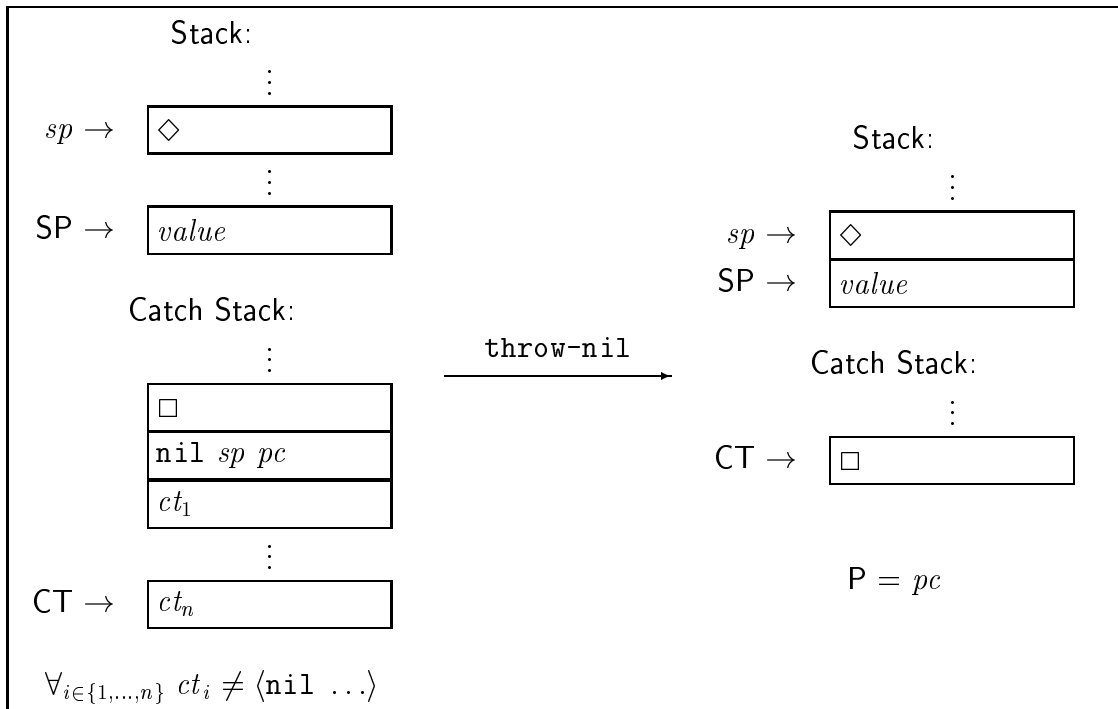 Stack:
⋮
sp → ◇
⋮
SP → value
Catch Stack:
⋮
□
nil sp pc
ct₁
⋮
CT → ctₙ
∀i∈{1,...,n} ctᵢ ≠ ⟨nil ...⟩
throw-nil
Stack:
⋮
sp → ◇
SP → value
Catch Stack:
⋮
CT → □
P = pc